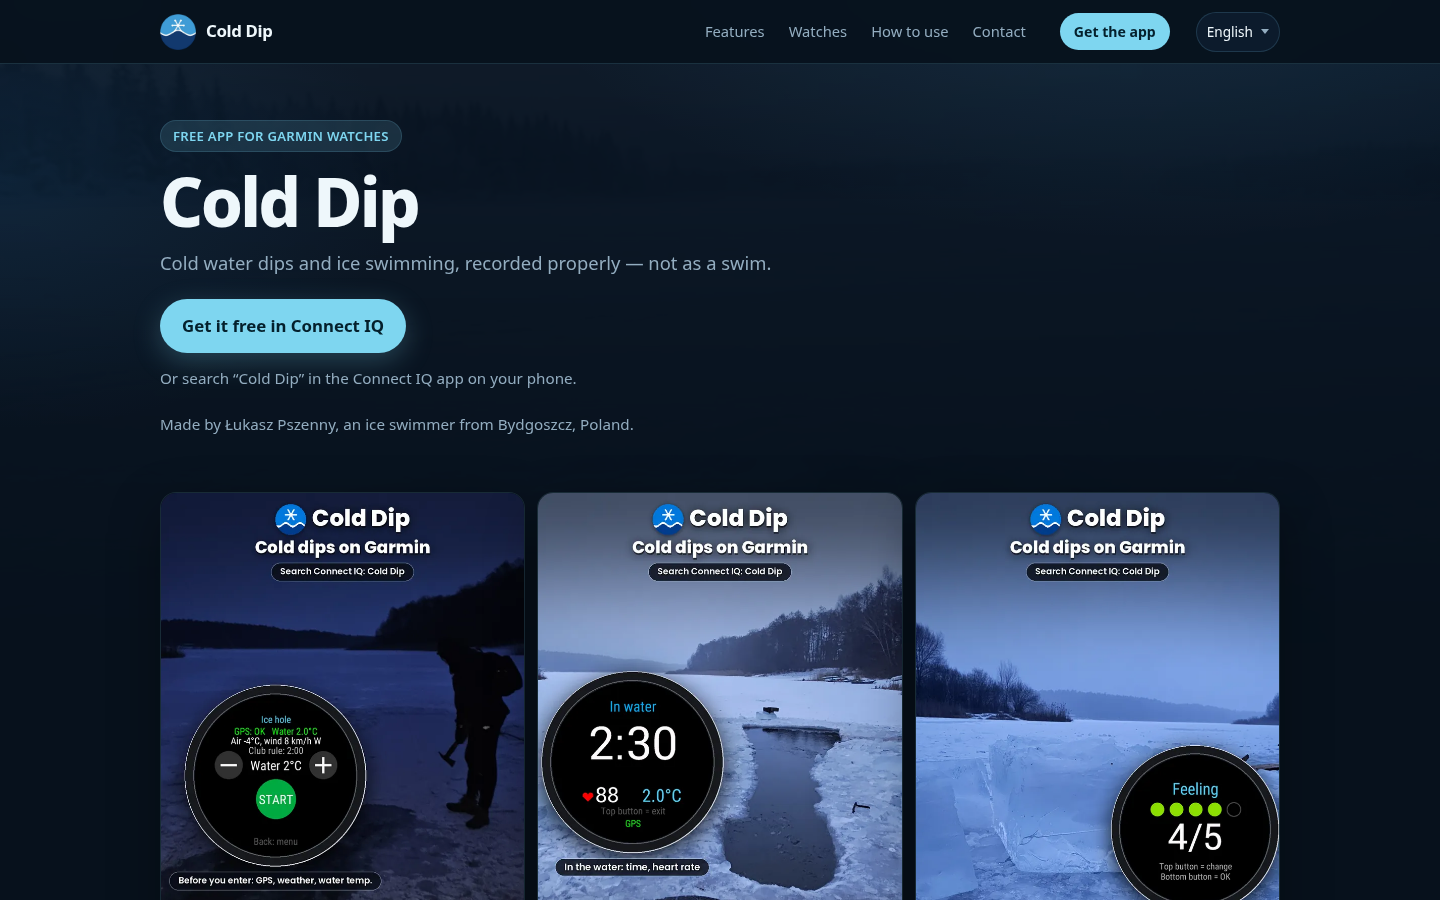 Cold Dip
Features
Watches
How to use
Contact
Get the app
English
FREE APP FOR GARMIN WATCHES
Cold Dip
Cold water dips and ice swimming, recorded properly — not as a swim.
Get it free in Connect IQ
Or search “Cold Dip” in the Connect IQ app on your phone.
Made by Łukasz Pszenny, an ice swimmer from Bydgoszcz, Poland.
Cold Dip
Cold dips on Garmin
Search Connect IQ: Cold Dip
Ice hole
GPS: OK Water 2.0°C
Air -4°C, wind 8 km/h W
Club rule: 2:00
− Water 2°C +
START
Back: menu
Before you enter: GPS, weather, water temp.
Cold Dip
Cold dips on Garmin
Search Connect IQ: Cold Dip
In water
2:30
88 2.0°C
Top button = exit
GPS
In the water: time, heart rate
Cold Dip
Cold dips on Garmin
Search Connect IQ: Cold Dip
Feeling
4/5
Top button = change
Bottom button = OK